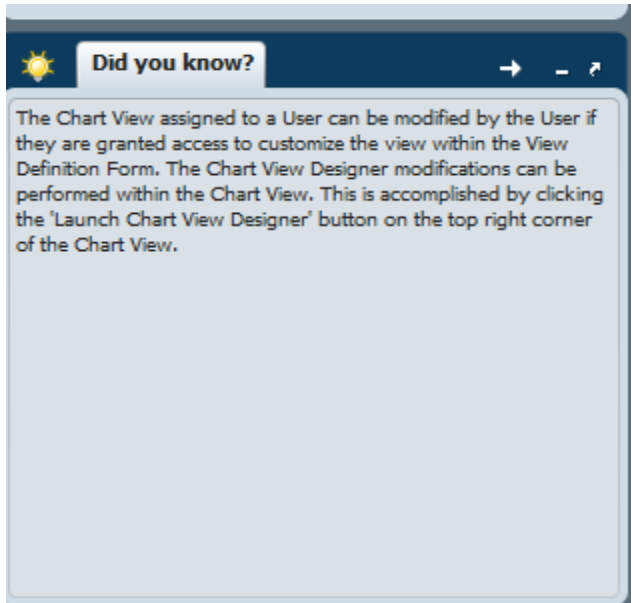 Did you know?
The Chart View assigned to a User can be modified by the User if
they are granted access to customize the view within the View
Definition Form. The Chart View Designer modifications can be
performed within the Chart View. This is accomplished by clicking
the 'Launch Chart View Designer' button on the top right corner
of the Chart View.